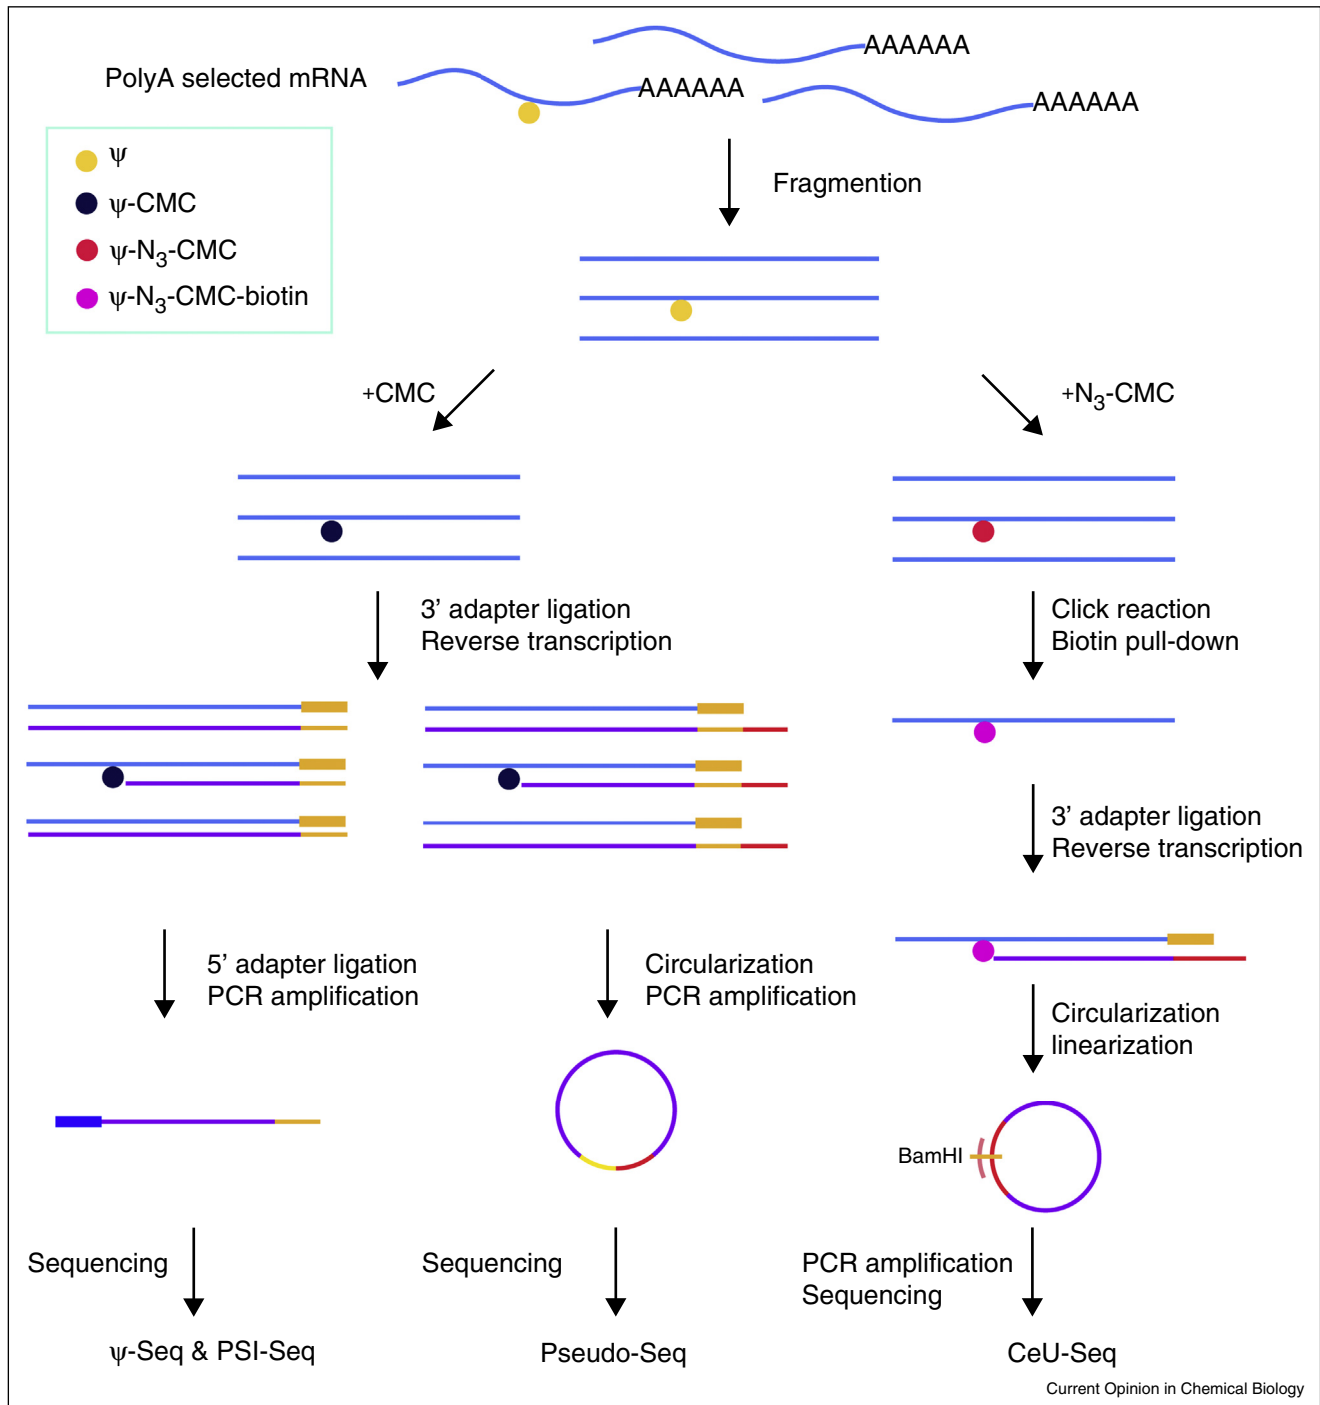 AAAAAA
PolyA selected mRNA
AAAAAA
AAAAAA
ψ
ψ-CMC
ψ-N3-CMC
ψ-N3-CMC-biotin
Fragmention
+CMC
+N3-CMC
3’ adapter ligation
Reverse transcription
Click reaction
Biotin pull-down
3’ adapter ligation
Reverse transcription
5’ adapter ligation
PCR amplification
Circularization
PCR amplification
Circularization
linearization
BamHI
Sequencing
Sequencing
PCR amplification
Sequencing
ψ-Seq & PSI-Seq
Pseudo-Seq
CeU-Seq
Current Opinion in Chemical Biology